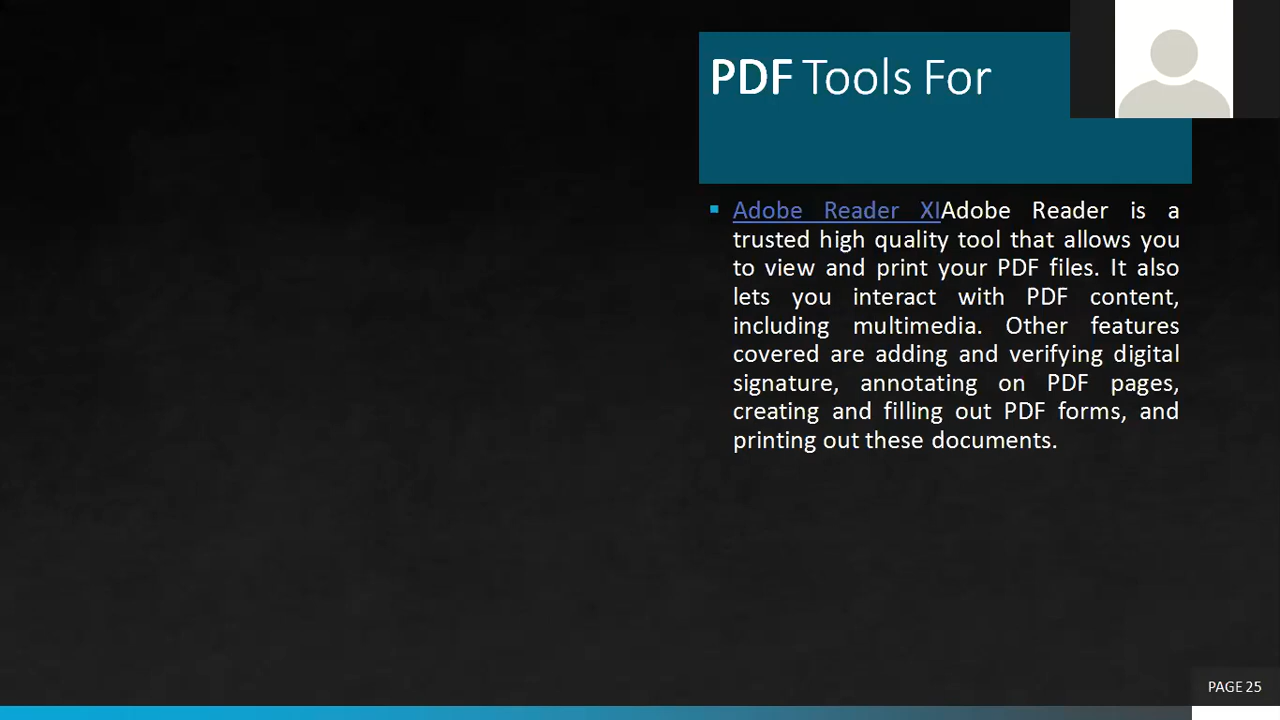 PDF Tools For
Adobe Reader XIAdobe Reader is a
trusted high quality tool that allows you
to view and print your PDF files. It also
lets you interact with PDF content,
including multimedia. Other features
covered are adding and verifying digital
signature, annotating on PDF pages,
creating and filling out PDF forms, and
printing out these documents.
PAGE 25